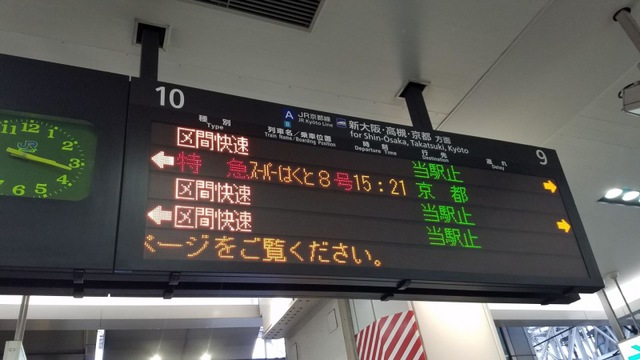 10
A JR京都線 新大阪・高槻・京都 方面
JR Kyōto Line for Shin-Osaka, Takatsuki, Kyōto
9
種別 列車名/乗車位置 時刻 行先 遅れ
Type Train Name/Boarding Position Departure Time Destination Delay
区間快速 当駅止
特急 スーパーはくと8号 15:21 京都
区間快速 当駅止
区間快速 当駅止
ページをご覧ください。
11 12 1
2
3
4
5
6